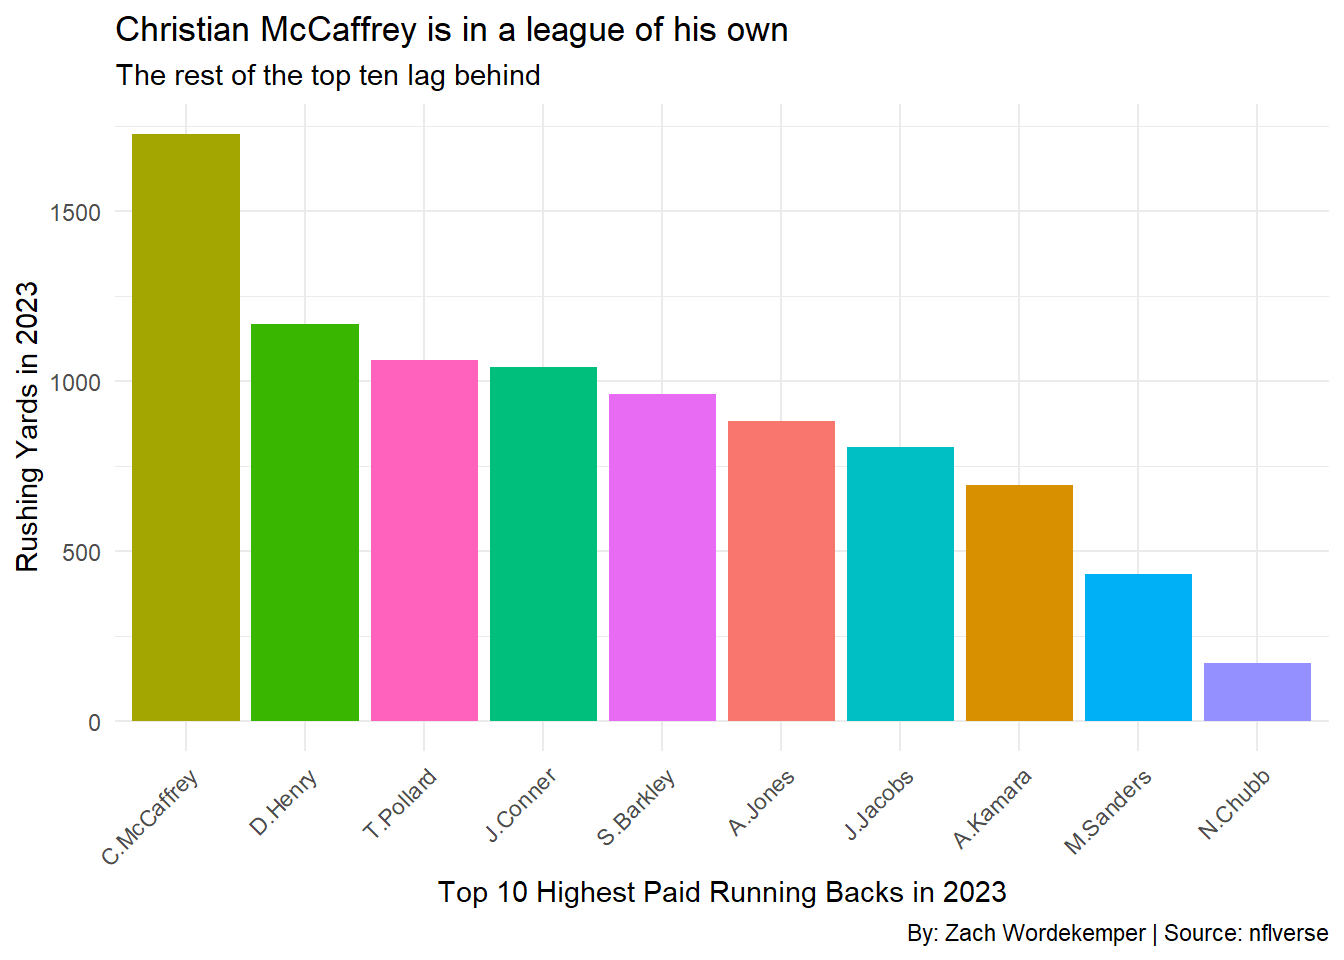 Christian McCaffrey is in a league of his own
The rest of the top ten lag behind
Rushing Yards in 2023
1500
1000
500
0
C.McCaffrey
D.Henry
T.Pollard
J.Conner
S.Barkley
A.Jones
J.Jacobs
A.Kamara
M.Sanders
N.Chubb
Top 10 Highest Paid Running Backs in 2023
By: Zach Wordekemper | Source: nflverse